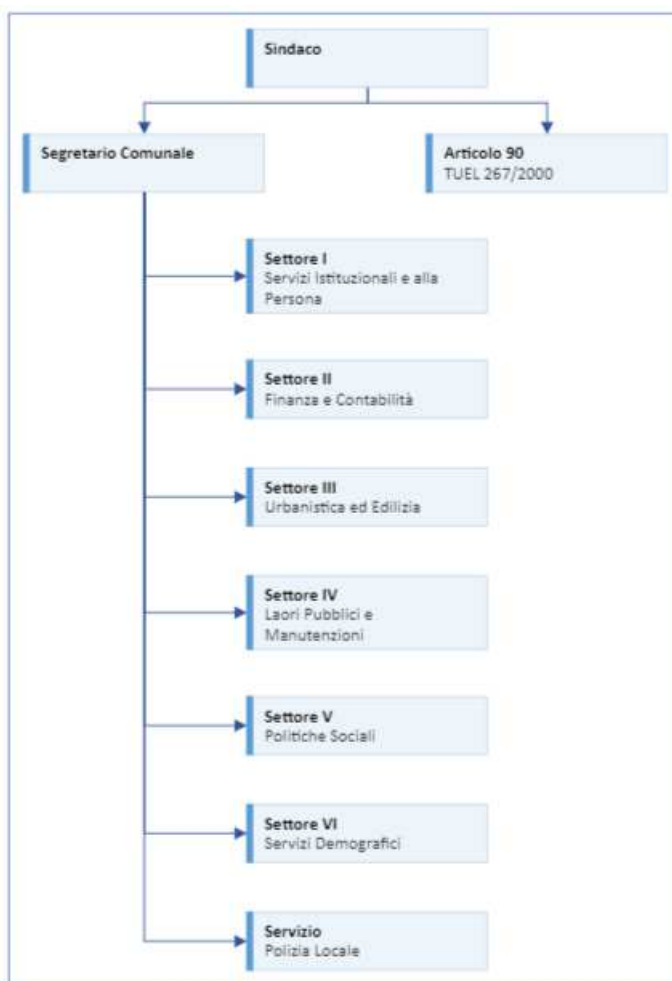 Sindaco
Segretario Comunale
Articolo 90
TUEL 267/2000
Settore I
Servizi Istituzionali e alla
Persona
Settore II
Finanza e Contabilità
Settore III
Urbanistica ed Edilizia
Settore IV
Laori Pubblici e
Manutenzioni
Settore V
Politiche Sociali
Settore VI
Servizi Demografici
Servizio
Polizia Locale